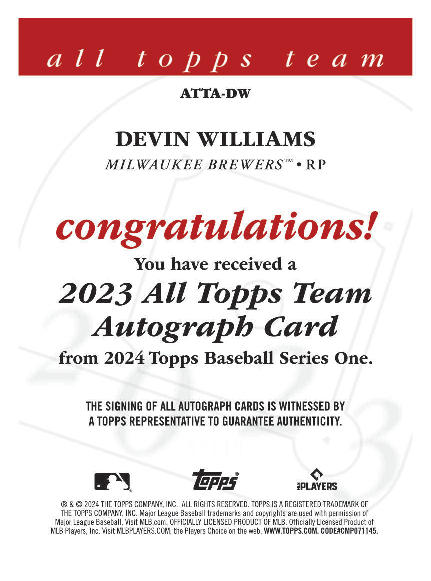 all topps team
ATTA-DW
DEVIN WILLIAMS
MILWAUKEE BREWERS™ • RP
congratulations!
You have received a
2023 All Topps Team
Autograph Card
from 2024 Topps Baseball Series One.
THE SIGNING OF ALL AUTOGRAPH CARDS IS WITNESSED BY
A TOPPS REPRESENTATIVE TO GUARANTEE AUTHENTICITY.
topps® PLAYERS
® & © 2024 THE TOPPS COMPANY, INC. ALL RIGHTS RESERVED. TOPPS IS A REGISTERED TRADEMARK OF
THE TOPPS COMPANY, INC. Major League Baseball trademarks and copyrights are used with permission of
Major League Baseball. Visit MLB.com. OFFICIALLY LICENSED PRODUCT OF MLB. Officially Licensed Product of
MLB Players, Inc. Visit MLBPLAYERS.COM, the Players Choice on the web. WWW.TOPPS.COM. CODE#CMP071145.